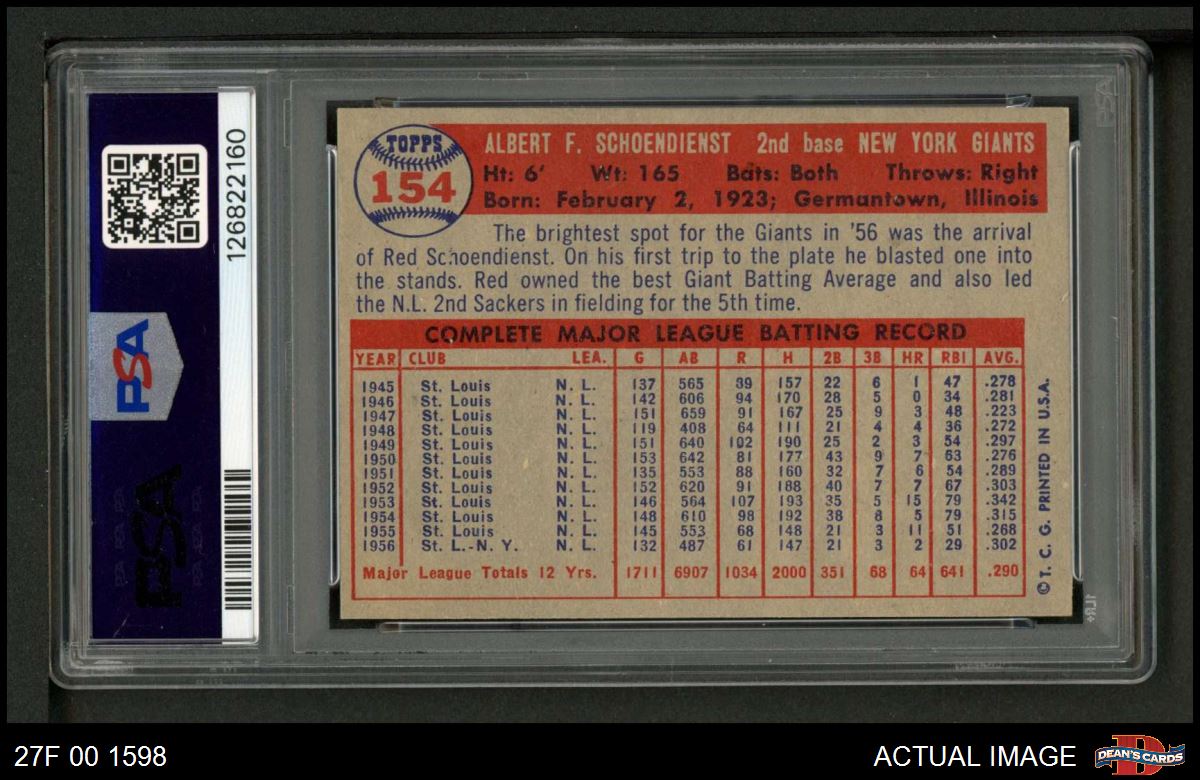 126822160
PSA
PSA
TOPPS
154
ALBERT F. SCHOENDIENST 2nd base NEW YORK GIANTS
Ht: 6' Wt: 165 Bats: Both Throws: Right
Born: February 2, 1923; Germantown, Illinois
The brightest spot for the Giants in '56 was the arrival
of Red Schoendienst. On his first trip to the plate he blasted one into
the stands. Red owned the best Giant Batting Average and also led
the N.L. 2nd Sackers in fielding for the 5th time.
COMPLETE MAJOR LEAGUE BATTING RECORD
YEAR CLUB LEA. G AB R H 2B 3B HR RBI AVG.
1945 St. Louis N. L. 137 565 89 157 22 6 1 47 .278
1946 St. Louis N. L. 142 606 94 170 28 5 0 34 .281
1947 St. Louis N. L. 151 659 91 167 25 9 3 48 .223
1948 St. Louis N. L. 119 408 64 111 21 4 4 36 .272
1949 St. Louis N. L. 151 640 102 190 25 2 3 54 .297
1950 St. Louis N. L. 153 642 81 177 43 9 7 63 .276
1951 St. Louis N. L. 135 553 88 160 32 7 6 54 .289
1952 St. Louis N. L. 152 620 91 188 40 7 7 67 .303
1953 St. Louis N. L. 146 564 107 193 35 5 15 79 .342
1954 St. Louis N. L. 148 610 98 192 38 8 5 79 .315
1955 St. Louis N. L. 145 553 68 148 21 3 11 51 .268
1956 St. L.-N. Y. N. L. 132 487 61 147 21 3 2 29 .302
Major League Totals 12 Yrs. 1711 6907 1034 2000 351 68 64 641 .290
© T. C. G. PRINTED IN U.S.A.
27F 00 1598
ACTUAL IMAGE
DEAN'S CARDS